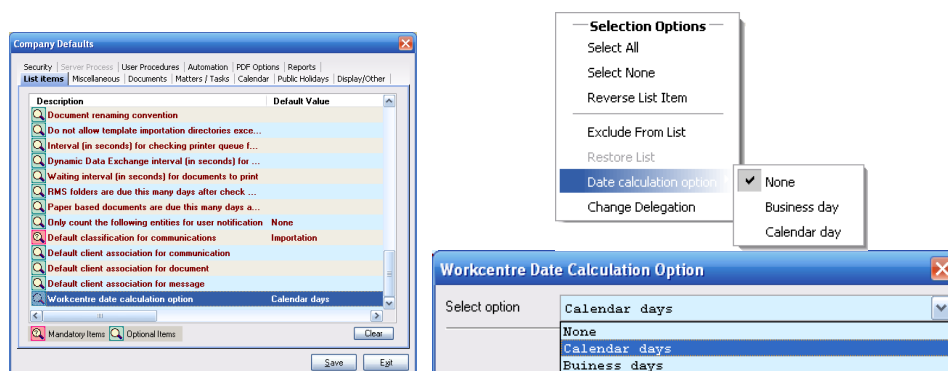 Company Defaults
Security Server Process User Procedures Automation PDF Options Reports
List items Miscellaneous Documents Matters / Tasks Calendar Public Holidays Display/Other
Description Default Value
Document renaming convention
Do not allow template importation directories exce...
Interval (in seconds) for checking printer queue f...
Dynamic Data Exchange interval (in seconds) for ...
Waiting interval (in seconds) for documents to print
RMS folders are due this many days after check ...
Paper based documents are due this many days a...
Only count the following entities for user notification None
Default classification for communications Importation
Default client association for communication
Default client association for document
Default client association for message
Workcentre date calculation option Calendar days
Mandatory Items Optional Items Clear
Save Exit
Selection Options
Select All
Select None
Reverse List Item
Exclude From List
Restore List
Date calculation option None
Change Delegation Business day
Calendar day
Workcentre Date Calculation Option
Select option Calendar days
None
Calendar days
Buiness days